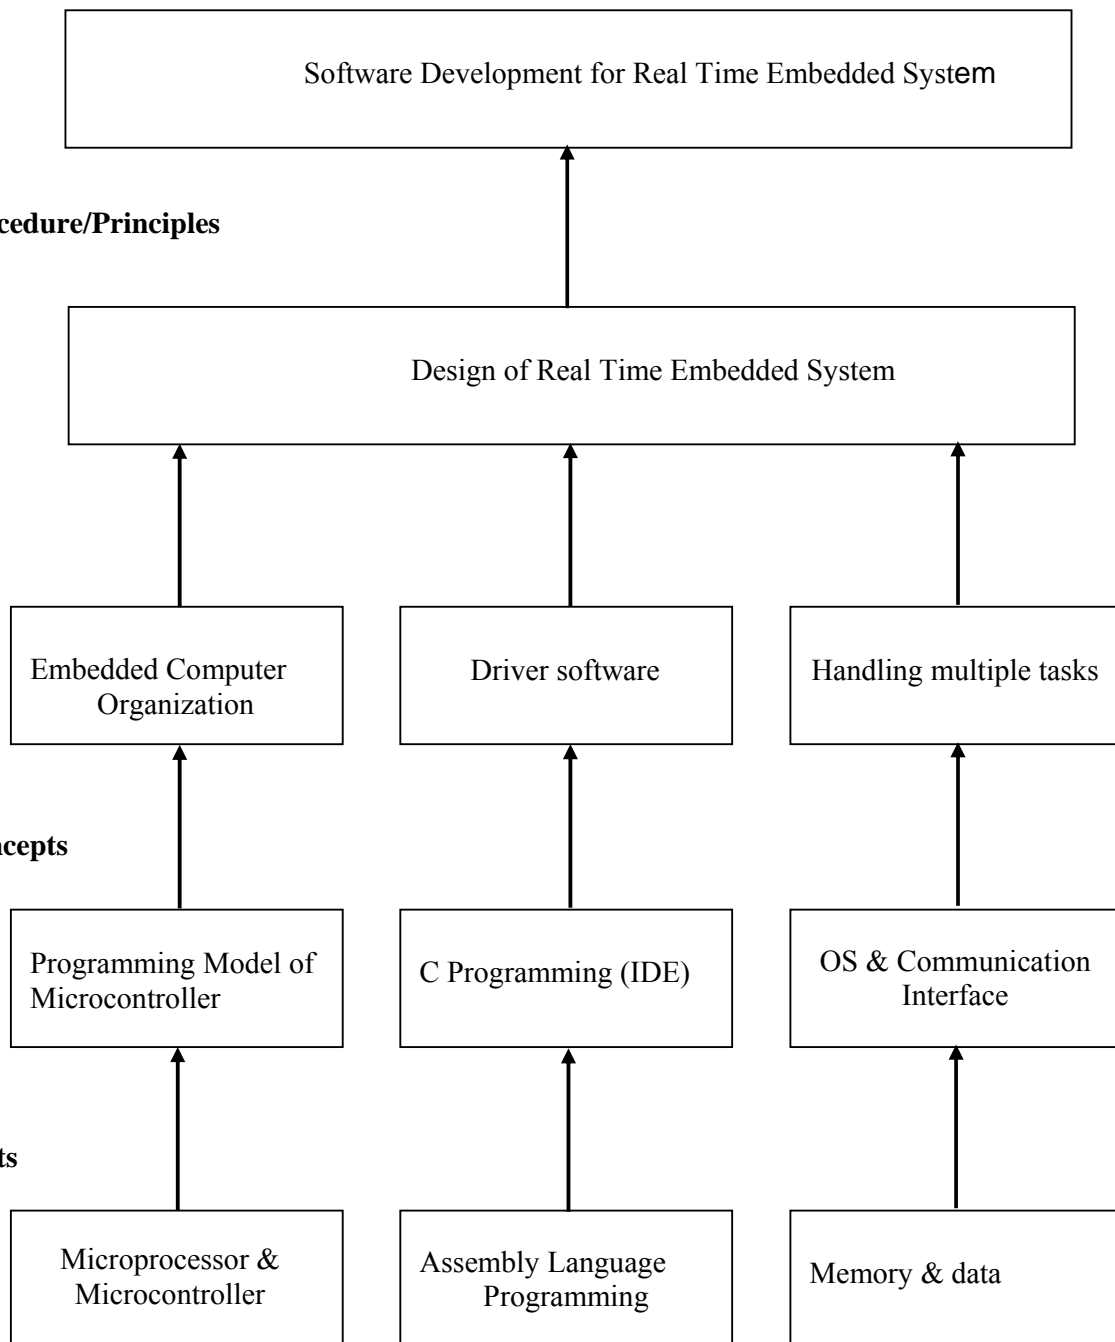 Software Development for Real Time Embedded System
cedure/Principles
Design of Real Time Embedded System
Embedded Computer
Organization
Driver software
Handling multiple tasks
ncepts
Programming Model of
Microcontroller
C Programming (IDE)
OS & Communication
Interface
ts
Microprocessor &
Microcontroller
Assembly Language
Programming
Memory & data